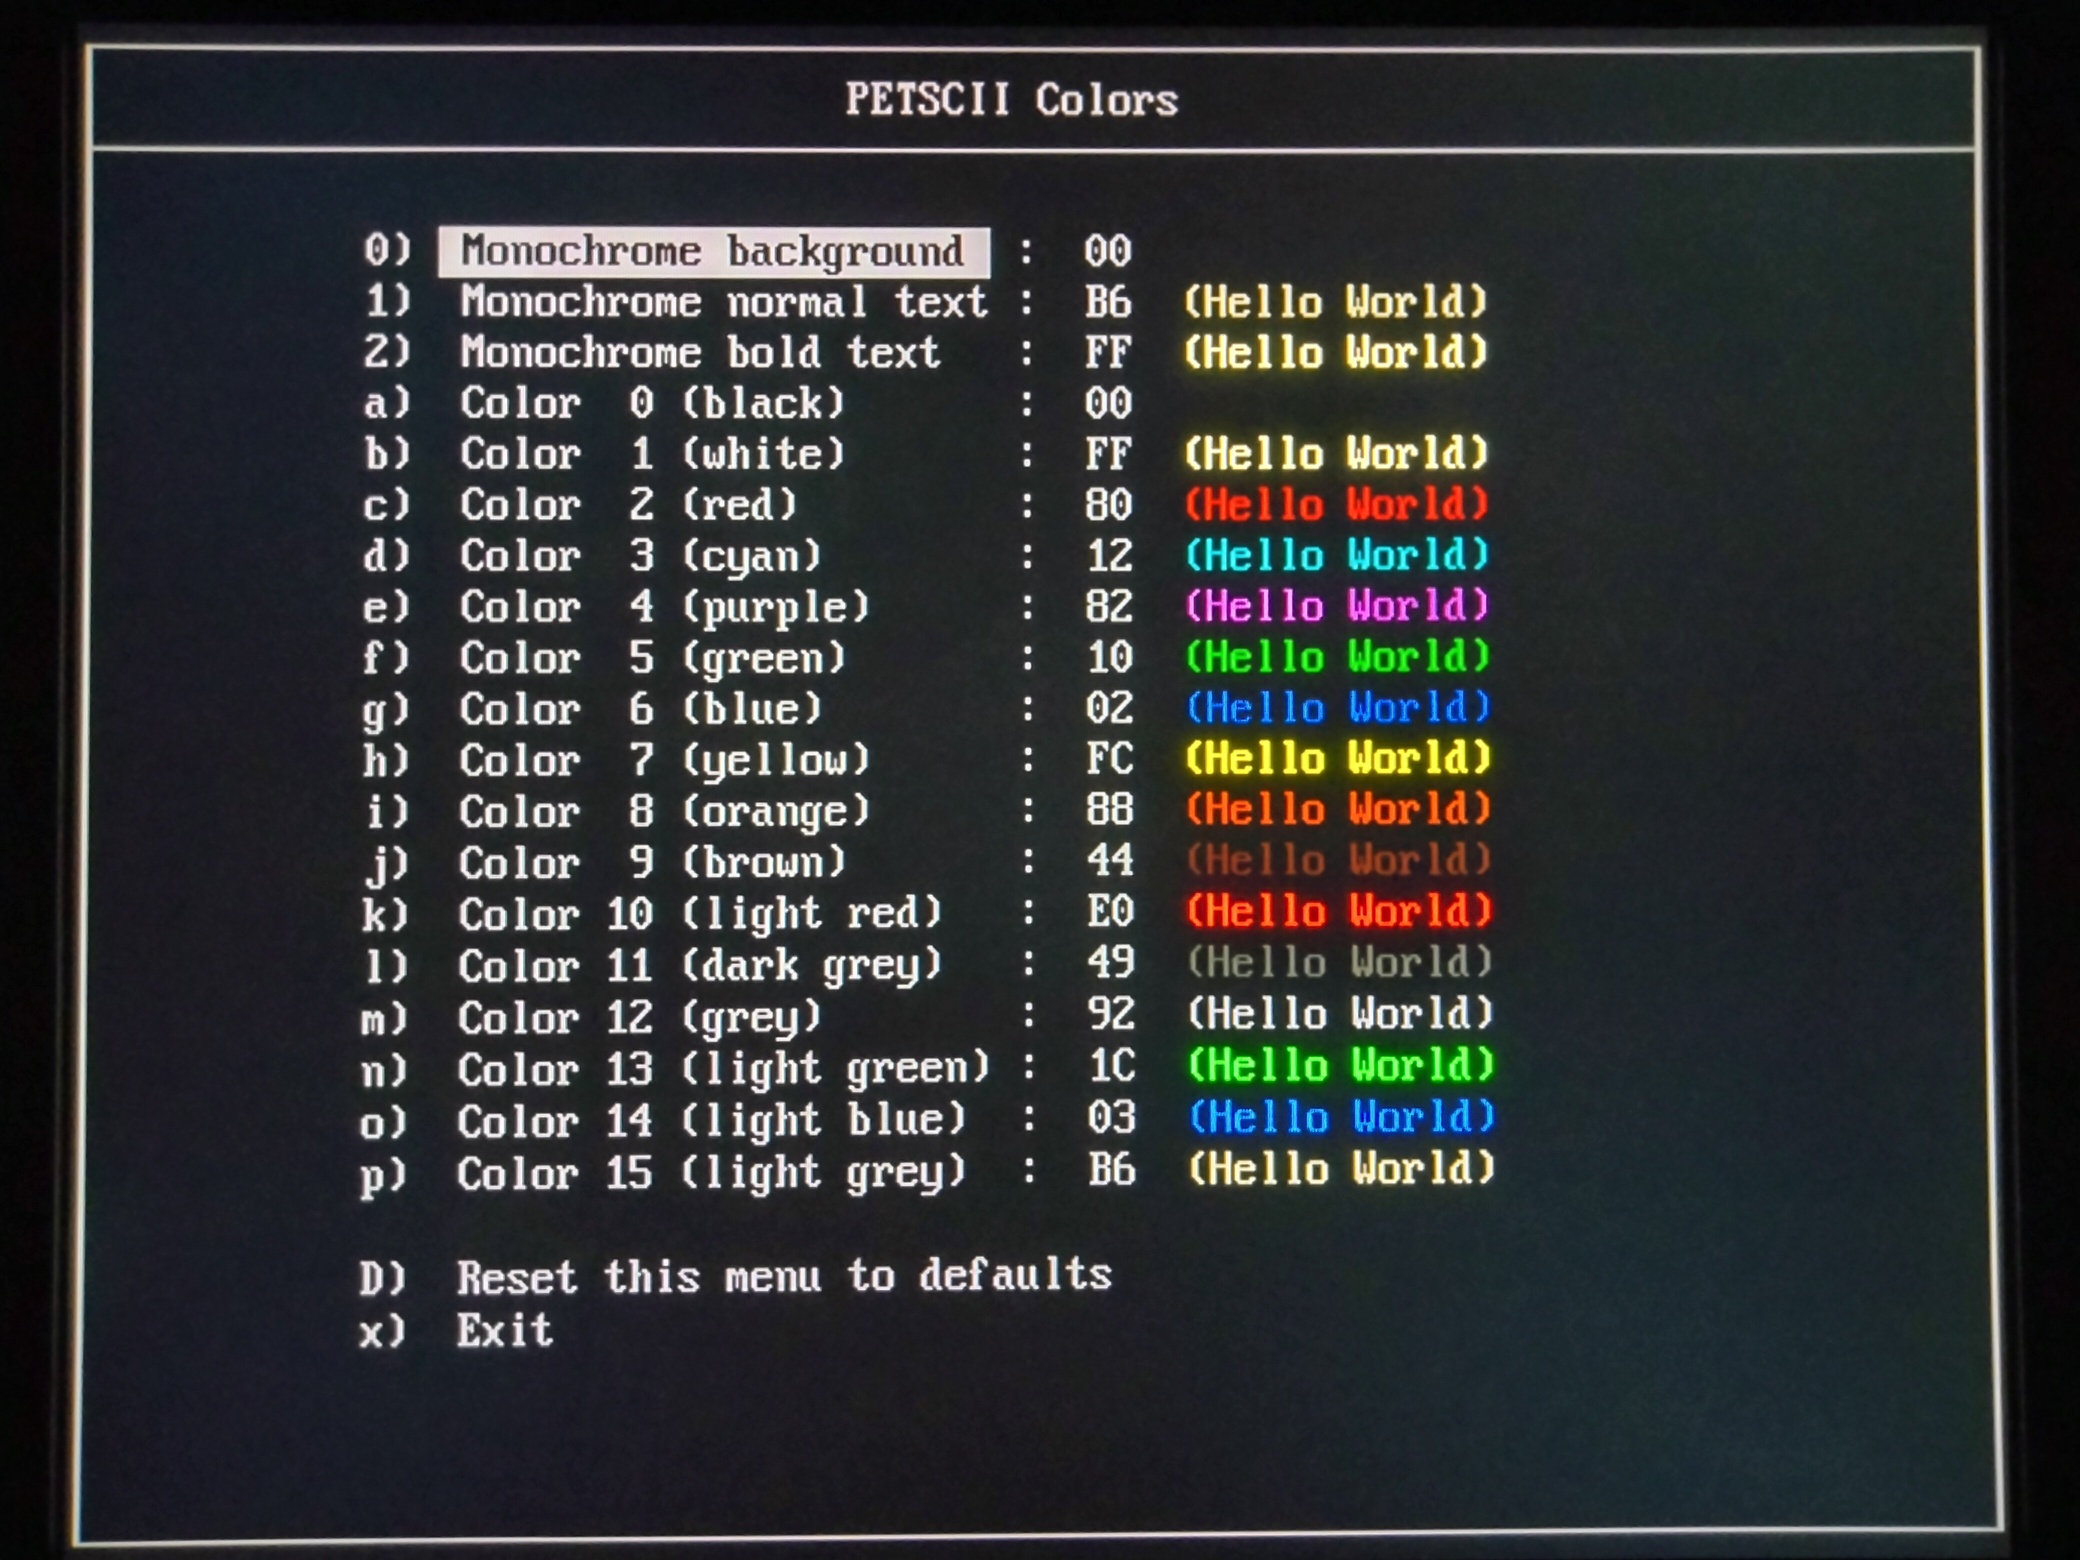 PETSCII Colors
0) Monochrome background : 00
1) Monochrome normal text : B6 (Hello World)
2) Monochrome bold text : FF (Hello World)
a) Color 0 (black) : 00
b) Color 1 (white) : FF (Hello World)
c) Color 2 (red) : 80 (Hello World)
d) Color 3 (cyan) : 12 (Hello World)
e) Color 4 (purple) : 82 (Hello World)
f) Color 5 (green) : 10 (Hello World)
g) Color 6 (blue) : 02 (Hello World)
h) Color 7 (yellow) : FC (Hello World)
i) Color 8 (orange) : 88 (Hello World)
j) Color 9 (brown) : 44 (Hello World)
k) Color 10 (light red) : E0 (Hello World)
l) Color 11 (dark grey) : 49 (Hello World)
m) Color 12 (grey) : 92 (Hello World)
n) Color 13 (light green) : 1C (Hello World)
o) Color 14 (light blue) : 03 (Hello World)
p) Color 15 (light grey) : B6 (Hello World)
D) Reset this menu to defaults
x) Exit